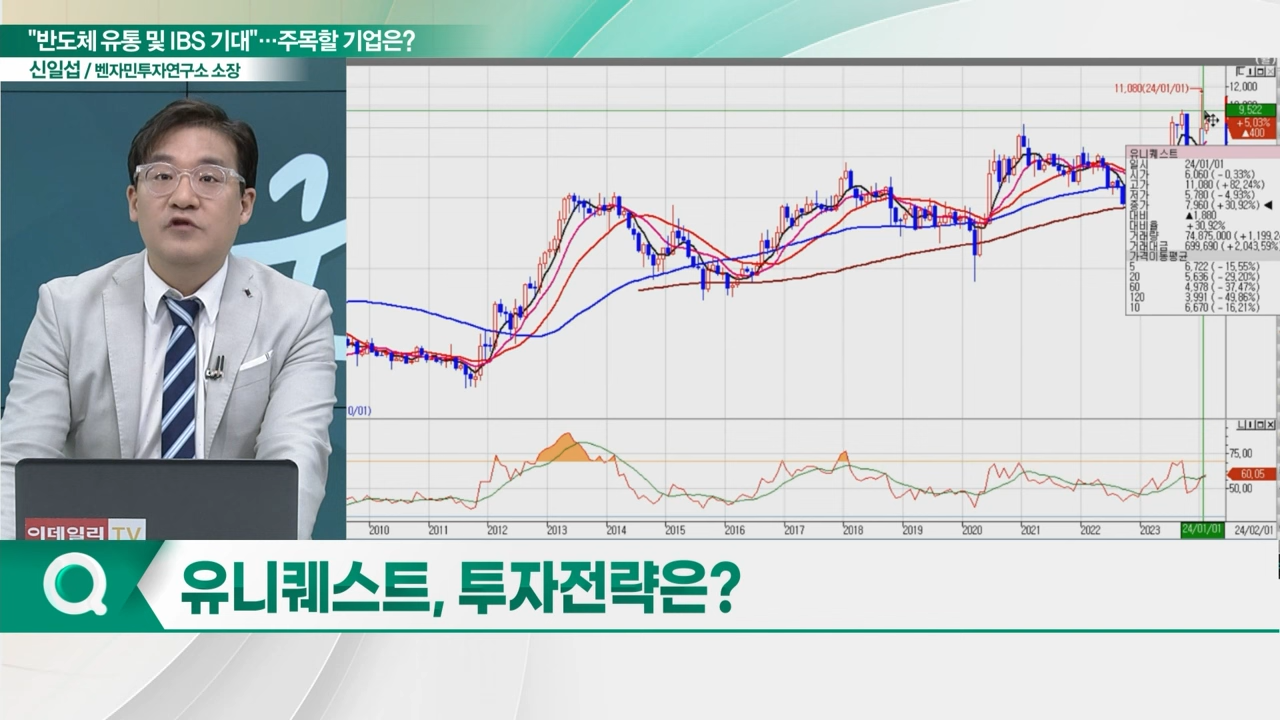 "반도체 유통 및 IBS 기대"…주목할 기업은?
신일섭 / 벤자민투자연구소 소장
11,080(24/01/01)
12,000
9,522
+5,03%
▲400
유니퀘스트
일시 24/01/01
시가 6,060 ( - 0,33%)
고가 11,080 ( + 82,24%)
저가 5,780 ( - 4,93%)
종가 7,960 ( + 30,92%) ◀
대비 ▲1,880
대비율 +30,92%
거래량 74,875,000 ( +1,199,2
거래대금 699,690 ( +2,043,59%
가격이동평균
5 6,722 ( - 15,55%)
20 5,636 ( - 29,20%)
60 4,978 ( - 37,47%)
120 3,991 ( - 49,86%)
10 6,670 ( - 16,21%)
0/01)
75,00
60,05
50,00
2010 2011 2012 2013 2014 2015 2016 2017 2018 2019 2020 2021 2022 2023 24/01/01 24/02/01
이데일리 TV
유니퀘스트, 투자전략은?